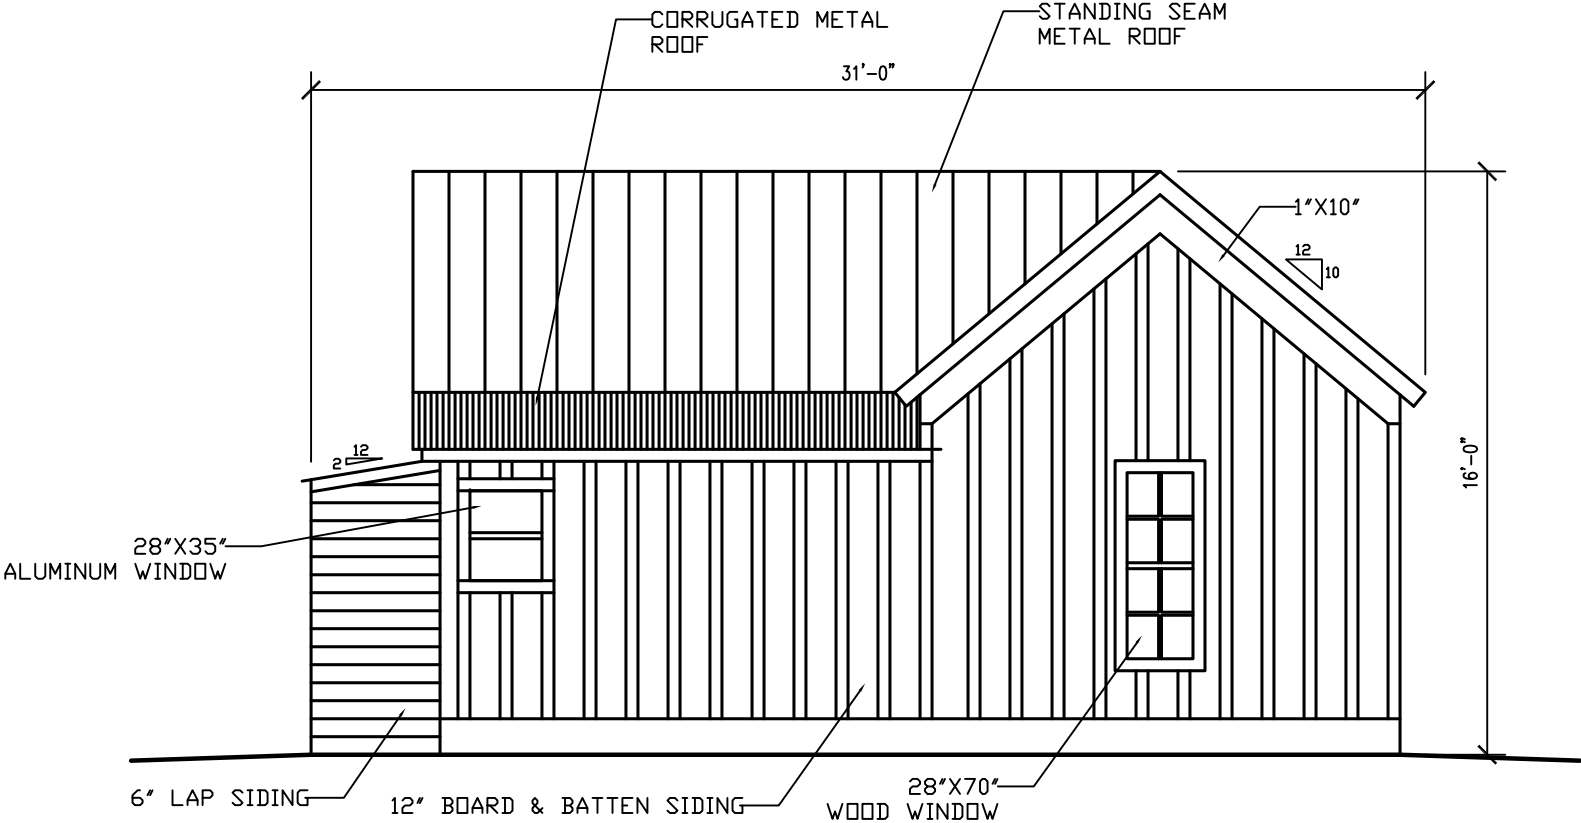 CORRUGATED METAL
ROOF
STANDING SEAM
METAL ROOF
31'-0"
1"X10"
12
10
12
2
16'-0"
28"X35"
ALUMINUM WINDOW
6" LAP SIDING
12" BOARD & BATTEN SIDING
28"X70"
WOOD WINDOW